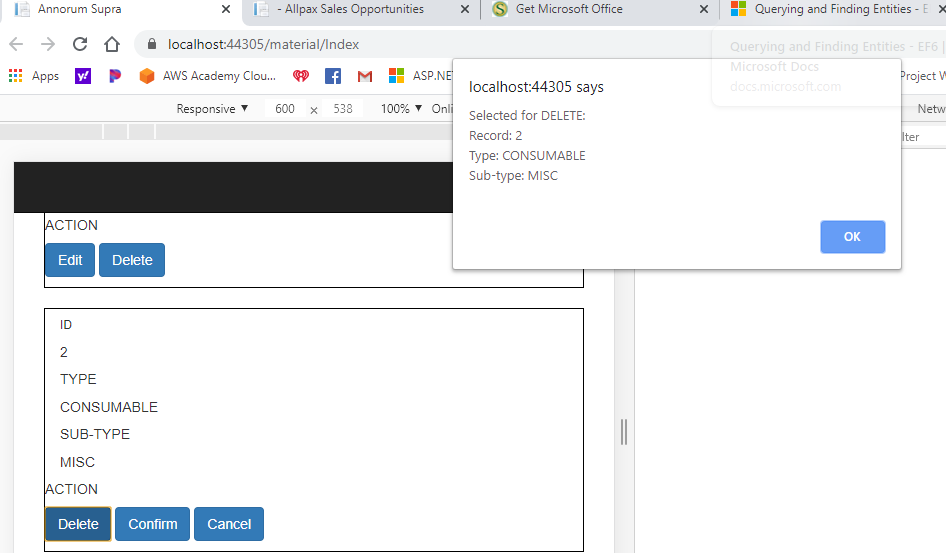 Annorum Supra
- Allpax Sales Opportunities
Get Microsoft Office
Querying and Finding Entities - E
localhost:44305/material/Index
Apps
AWS Academy Clou...
ASP.NE
Project W
Querying and Finding Entities - EF6 |
Microsoft Docs
docs.microsoft.com
Responsive ▼ 600 x 538 100% ▼ Onli
Netw
lter
localhost:44305 says
Selected for DELETE:
Record: 2
Type: CONSUMABLE
Sub-type: MISC
OK
ACTION
Edit Delete
ID
2
TYPE
CONSUMABLE
SUB-TYPE
MISC
ACTION
Delete Confirm Cancel